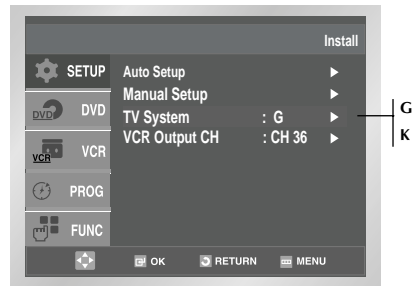 Install
SETUP
Auto Setup
Manual Setup
DVD DVD
TV System : G
G
K
VCR VCR
VCR Output CH : CH 36
PROG
FUNC
OK RETURN MENU